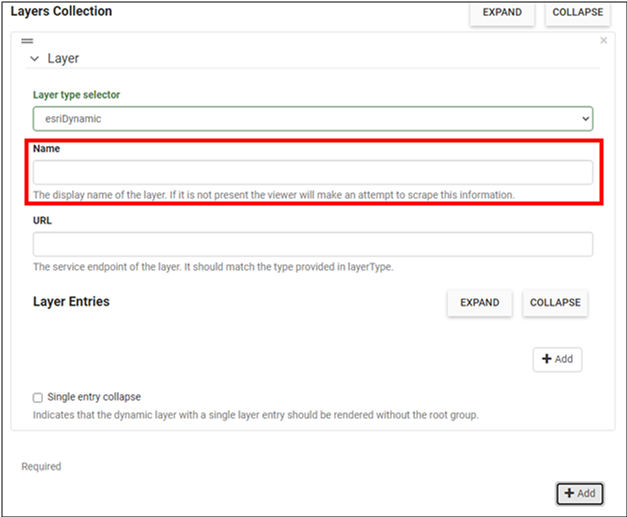 Layers Collection
EXPAND
COLLAPSE
Layer
Layer type selector
esriDynamic
Name
The display name of the layer. If it is not present the viewer will make an attempt to scrape this information.
URL
The service endpoint of the layer. It should match the type provided in layerType.
Layer Entries
EXPAND
COLLAPSE
+ Add
Single entry collapse
Indicates that the dynamic layer with a single layer entry should be rendered without the root group.
Required
+ Add